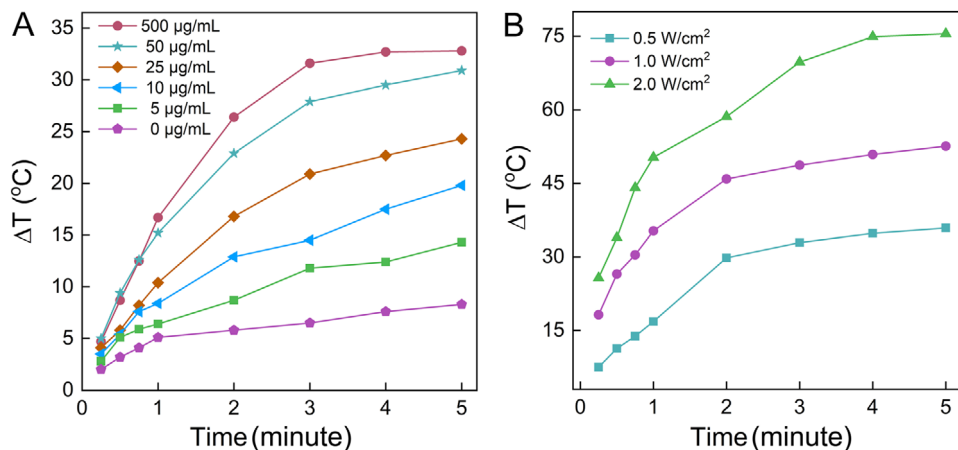 A
500 µg/mL
50 µg/mL
25 µg/mL
10 µg/mL
5 µg/mL
0 µg/mL
35
30
25
20
15
10
5
0
ΔT (°C)
0
1
2
3
4
5
Time (minute)
B
0.5 W/cm²
1.0 W/cm²
2.0 W/cm²
75
60
45
30
15
ΔT (°C)
0
1
2
3
4
5
Time (minute)